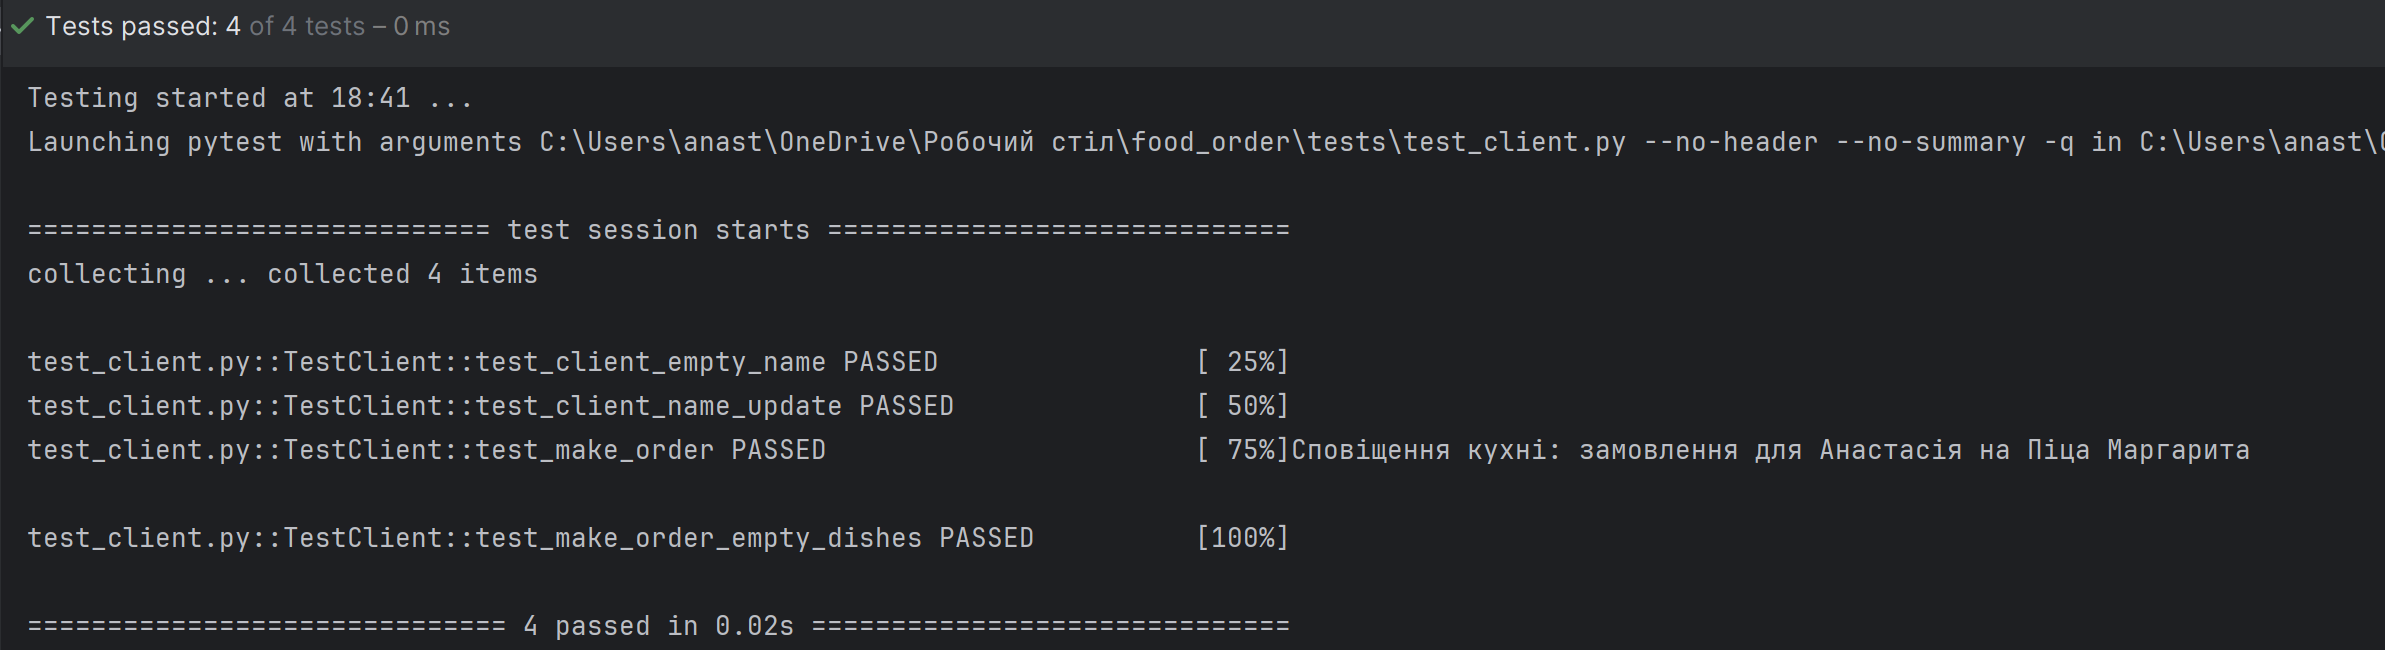 Tests passed: 4 of 4 tests – 0 ms
Testing started at 18:41 ...
Launching pytest with arguments C:\Users\anast\OneDrive\Робочий стіл\food_order\tests\test_client.py --no-header --no-summary -q in C:\Users\anast\
============================= test session starts =============================
collecting ... collected 4 items
test_client.py::TestClient::test_client_empty_name PASSED                [ 25%]
test_client.py::TestClient::test_client_name_update PASSED               [ 50%]
test_client.py::TestClient::test_make_order PASSED                       [ 75%]Сповіщення кухні: замовлення для Анастасія на Піца Маргарита
test_client.py::TestClient::test_make_order_empty_dishes PASSED          [100%]
============================== 4 passed in 0.02s ==============================